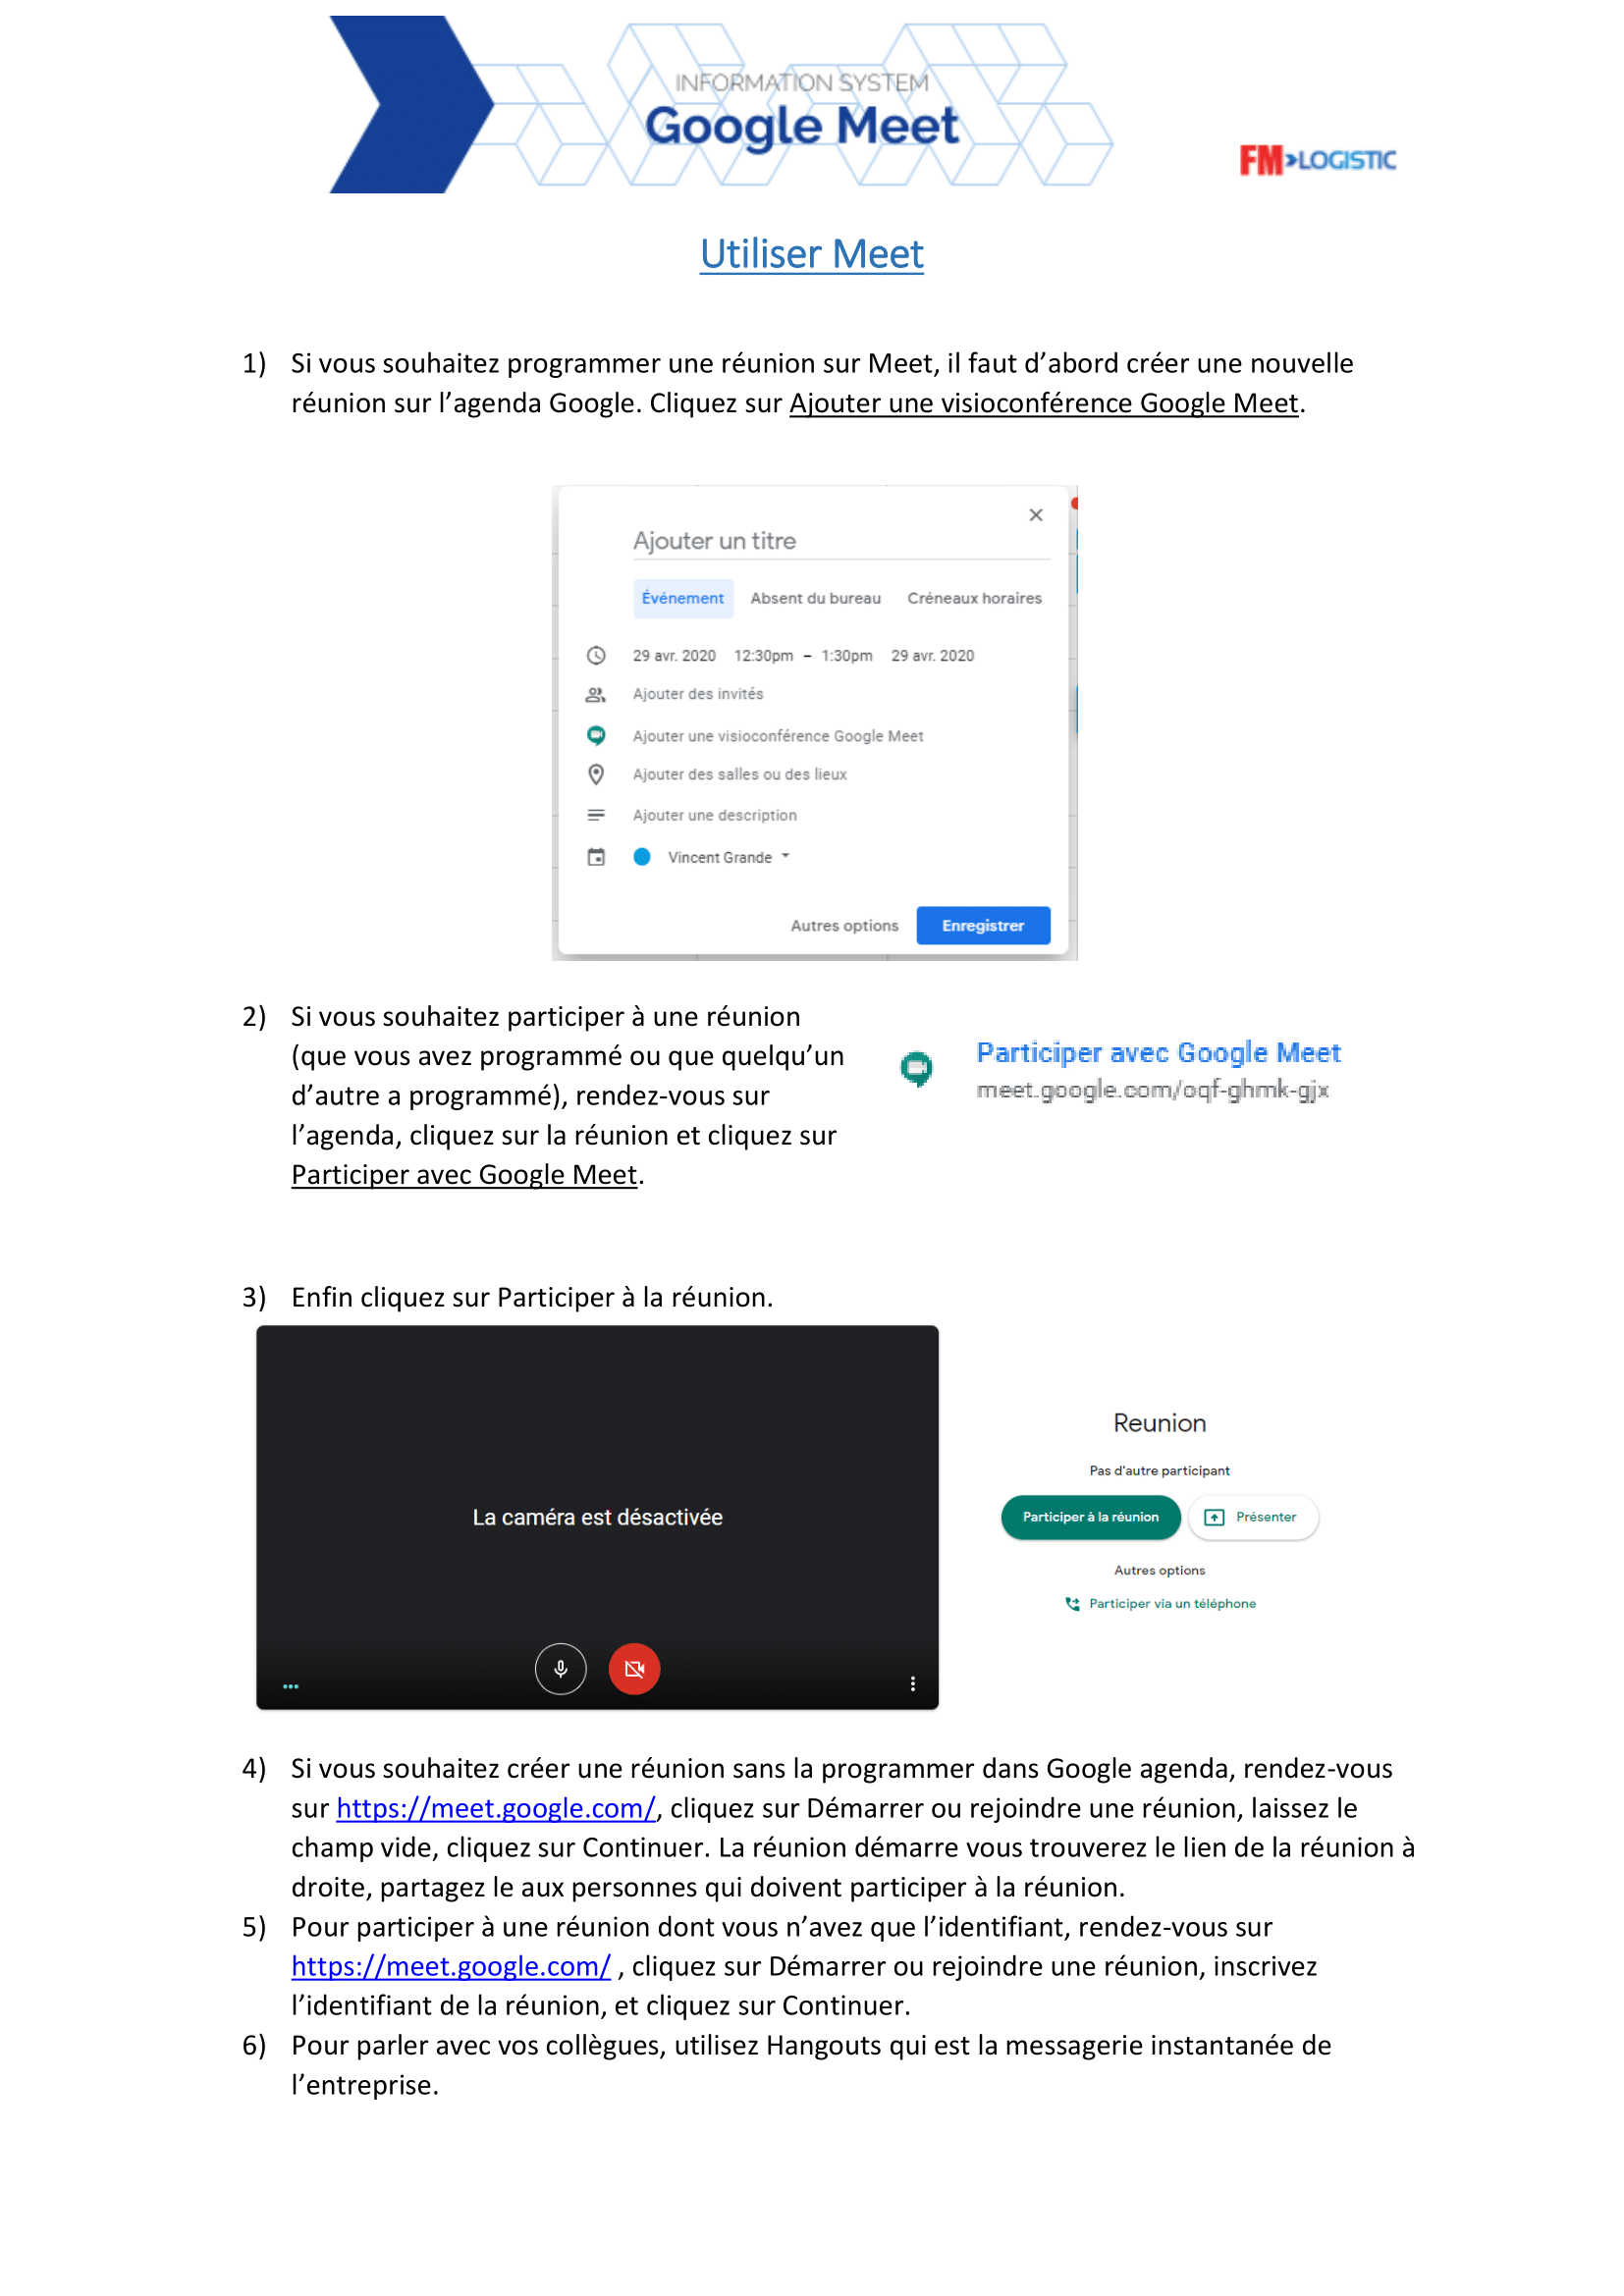 INFORMATION SYSTEM
Google Meet
FM>LOGISTIC
Utiliser Meet
1) Si vous souhaitez programmer une réunion sur Meet, il faut d’abord créer une nouvelle
réunion sur l’agenda Google. Cliquez sur Ajouter une visioconférence Google Meet.
Ajouter un titre
Événement Absent du bureau Créneaux horaires
29 avr. 2020 12:30pm – 1:30pm 29 avr. 2020
Ajouter des invités
Ajouter une visioconférence Google Meet
Ajouter des salles ou des lieux
Ajouter une description
Vincent Grande
Autres options Enregistrer
2) Si vous souhaitez participer à une réunion
(que vous avez programmé ou que quelqu’un
d’autre a programmé), rendez-vous sur
l’agenda, cliquez sur la réunion et cliquez sur
Participer avec Google Meet.
Participer avec Google Meet
meet.google.com/oqf-ghmk-gjx
3) Enfin cliquez sur Participer à la réunion.
La caméra est désactivée
Reunion
Pas d'autre participant
Participer à la réunion Présenter
Autres options
Participer via un téléphone
4) Si vous souhaitez créer une réunion sans la programmer dans Google agenda, rendez-vous
sur https://meet.google.com/, cliquez sur Démarrer ou rejoindre une réunion, laissez le
champ vide, cliquez sur Continuer. La réunion démarre vous trouverez le lien de la réunion à
droite, partagez le aux personnes qui doivent participer à la réunion.
5) Pour participer à une réunion dont vous n’avez que l’identifiant, rendez-vous sur
https://meet.google.com/ , cliquez sur Démarrer ou rejoindre une réunion, inscrivez
l’identifiant de la réunion, et cliquez sur Continuer.
6) Pour parler avec vos collègues, utilisez Hangouts qui est la messagerie instantanée de
l’entreprise.